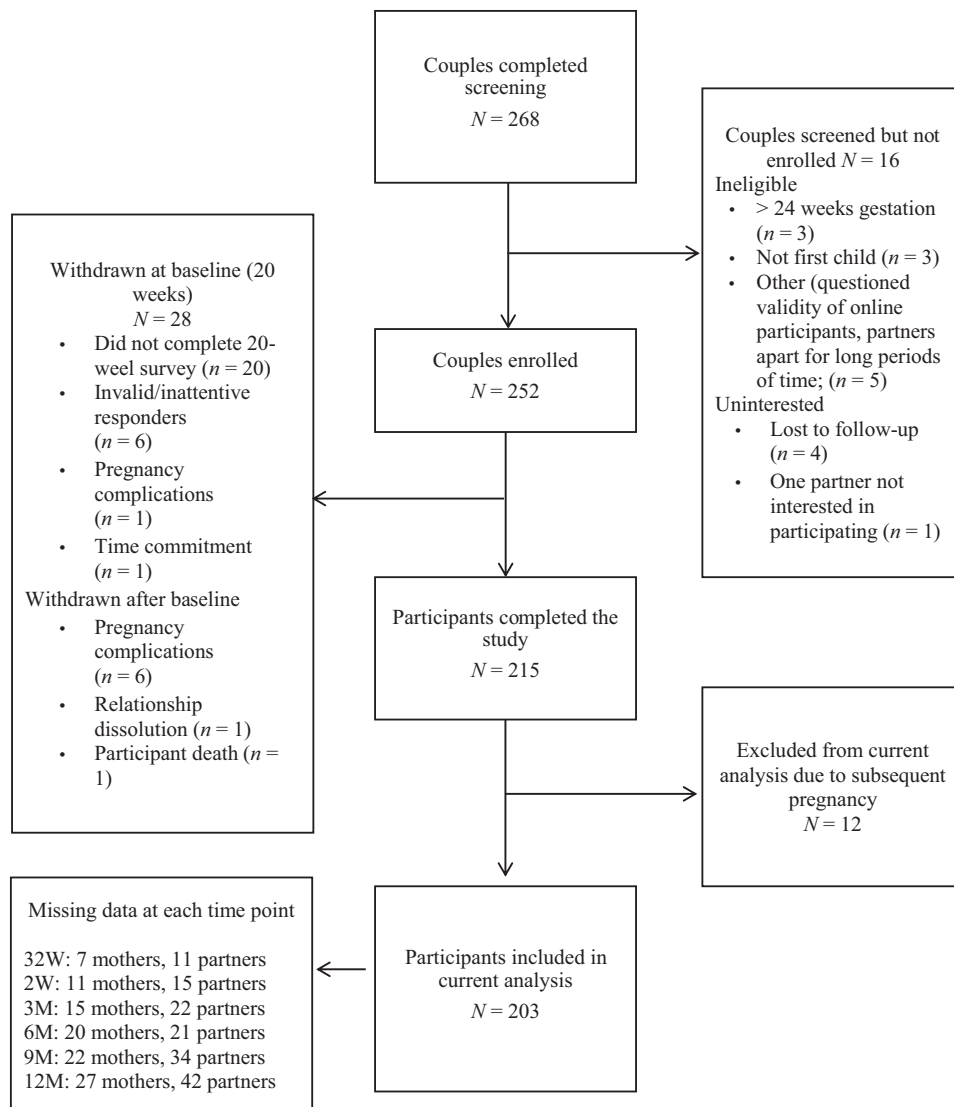 Couples completed
screening
N = 268
Couples screened but not
enrolled N = 16
Ineligible
• > 24 weeks gestation
(n = 3)
• Not first child (n = 3)
• Other (questioned
validity of online
participants, partners
apart for long periods
of time; (n = 5)
Uninterested
• Lost to follow-up
(n = 4)
• One partner not
interested in
participating (n = 1)
Couples enrolled
N = 252
Withdrawn at baseline (20
weeks)
N = 28
• Did not complete 20-
weel survey (n = 20)
• Invalid/inattentive
responders
(n = 6)
• Pregnancy
complications
(n = 1)
• Time commitment
(n = 1)
Withdrawn after baseline
• Pregnancy
complications
(n = 6)
• Relationship
dissolution (n = 1)
• Participant death (n =
1)
Participants completed the
study
N = 215
Excluded from current
analysis due to subsequent
pregnancy
N = 12
Participants included in
current analysis
N = 203
Missing data at each time point
32W: 7 mothers, 11 partners
2W: 11 mothers, 15 partners
3M: 15 mothers, 22 partners
6M: 20 mothers, 21 partners
9M: 22 mothers, 34 partners
12M: 27 mothers, 42 partners